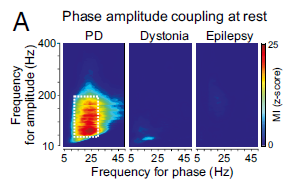 A
Phase amplitude coupling at rest
PD Dystonia Epilepsy
Frequency
for amplitude (Hz)
400
200
10
5 25 45 5 25 45 5 25 45
Frequency for phase (Hz)
25
0
MI (z-score)